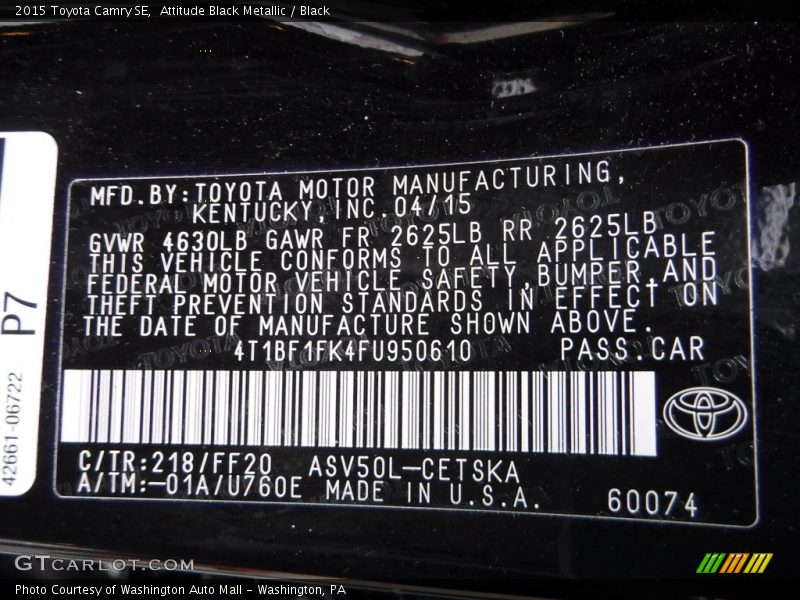 2015 Toyota Camry SE,  Attitude Black Metallic / Black
MFD.BY:TOYOTA MOTOR MANUFACTURING,
KENTUCKY,INC.04/15
GVWR 4630LB GAWR FR 2625LB RR 2625LB
THIS VEHICLE CONFORMS TO ALL APPLICABLE
FEDERAL MOTOR VEHICLE SAFETY,BUMPER,AND
THEFT PREVENTION STANDARDS IN EFFECT ON
THE DATE OF MANUFACTURE SHOWN ABOVE.
4T1BF1FK4FU950610 PASS.CAR
C/TR:218/FF20 ASV50L-CETSKA
A/TM:-01A/U760E MADE IN U.S.A. 60074
P7
42661-06722
GTCARLOT.COM
Photo Courtesy of Washington Auto Mall - Washington, PA